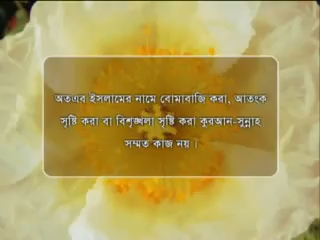 অতএব ইসলামের নামে বোমাবাজি করা, আতংক
সৃষ্টি করা বা বিশৃঙ্খলা সৃষ্টি করা কুরআন-সুন্নাহ
সম্মত কাজ নয়।